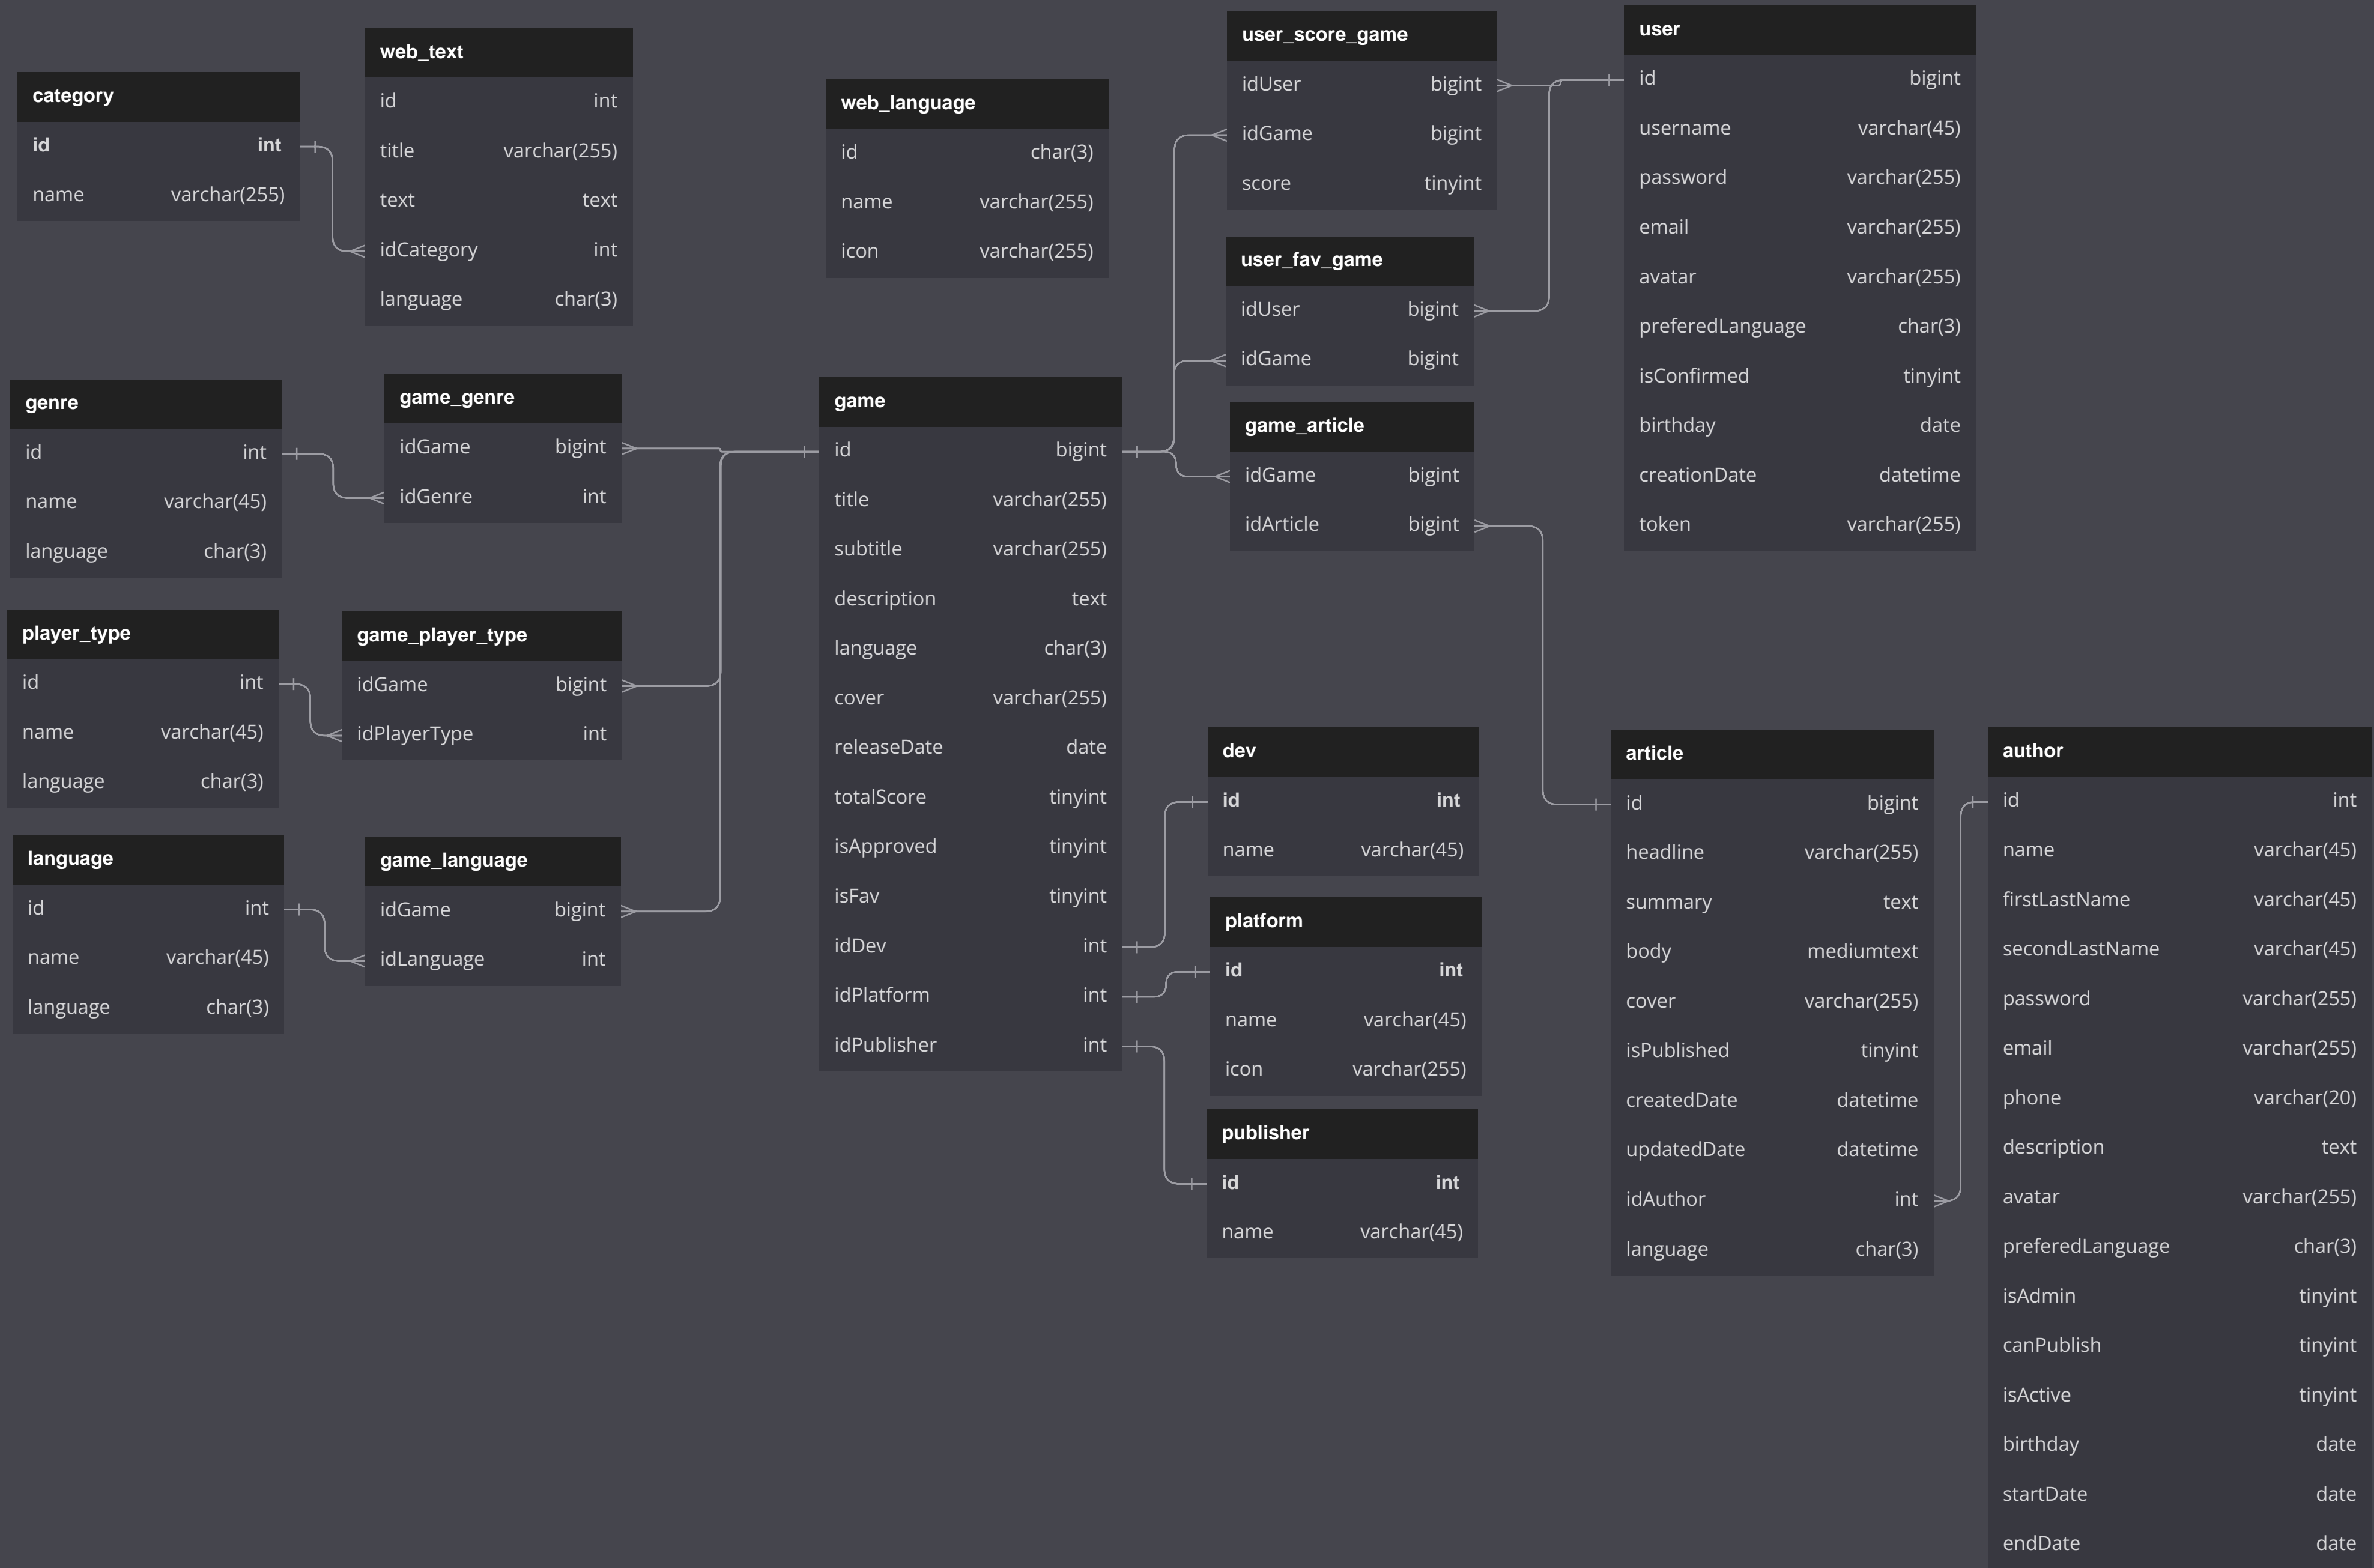 category
id int
name varchar(255)
web_text
id int
title varchar(255)
text text
idCategory int
language char(3)
web_language
id char(3)
name varchar(255)
icon varchar(255)
user_score_game
idUser bigint
idGame bigint
score tinyint
user
id bigint
username varchar(45)
password varchar(255)
email varchar(255)
avatar varchar(255)
preferedLanguage char(3)
isConfirmed tinyint
birthday date
creationDate datetime
token varchar(255)
user_fav_game
idUser bigint
idGame bigint
game_article
idGame bigint
idArticle bigint
genre
id int
name varchar(45)
language char(3)
game_genre
idGame bigint
idGenre int
game
id bigint
title varchar(255)
subtitle varchar(255)
description text
language char(3)
cover varchar(255)
releaseDate date
totalScore tinyint
isApproved tinyint
isFav tinyint
idDev int
idPlatform int
idPublisher int
player_type
id int
name varchar(45)
language char(3)
game_player_type
idGame bigint
idPlayerType int
language
id int
name varchar(45)
language char(3)
game_language
idGame bigint
idLanguage int
dev
id int
name varchar(45)
platform
id int
name varchar(45)
icon varchar(255)
publisher
id int
name varchar(45)
article
id bigint
headline varchar(255)
summary text
body mediumtext
cover varchar(255)
isPublished tinyint
createdDate datetime
updatedDate datetime
idAuthor int
language char(3)
author
id int
name varchar(45)
firstLastName varchar(45)
secondLastName varchar(45)
password varchar(255)
email varchar(255)
phone varchar(20)
description text
avatar varchar(255)
preferedLanguage char(3)
isAdmin tinyint
canPublish tinyint
isActive tinyint
birthday date
startDate date
endDate date